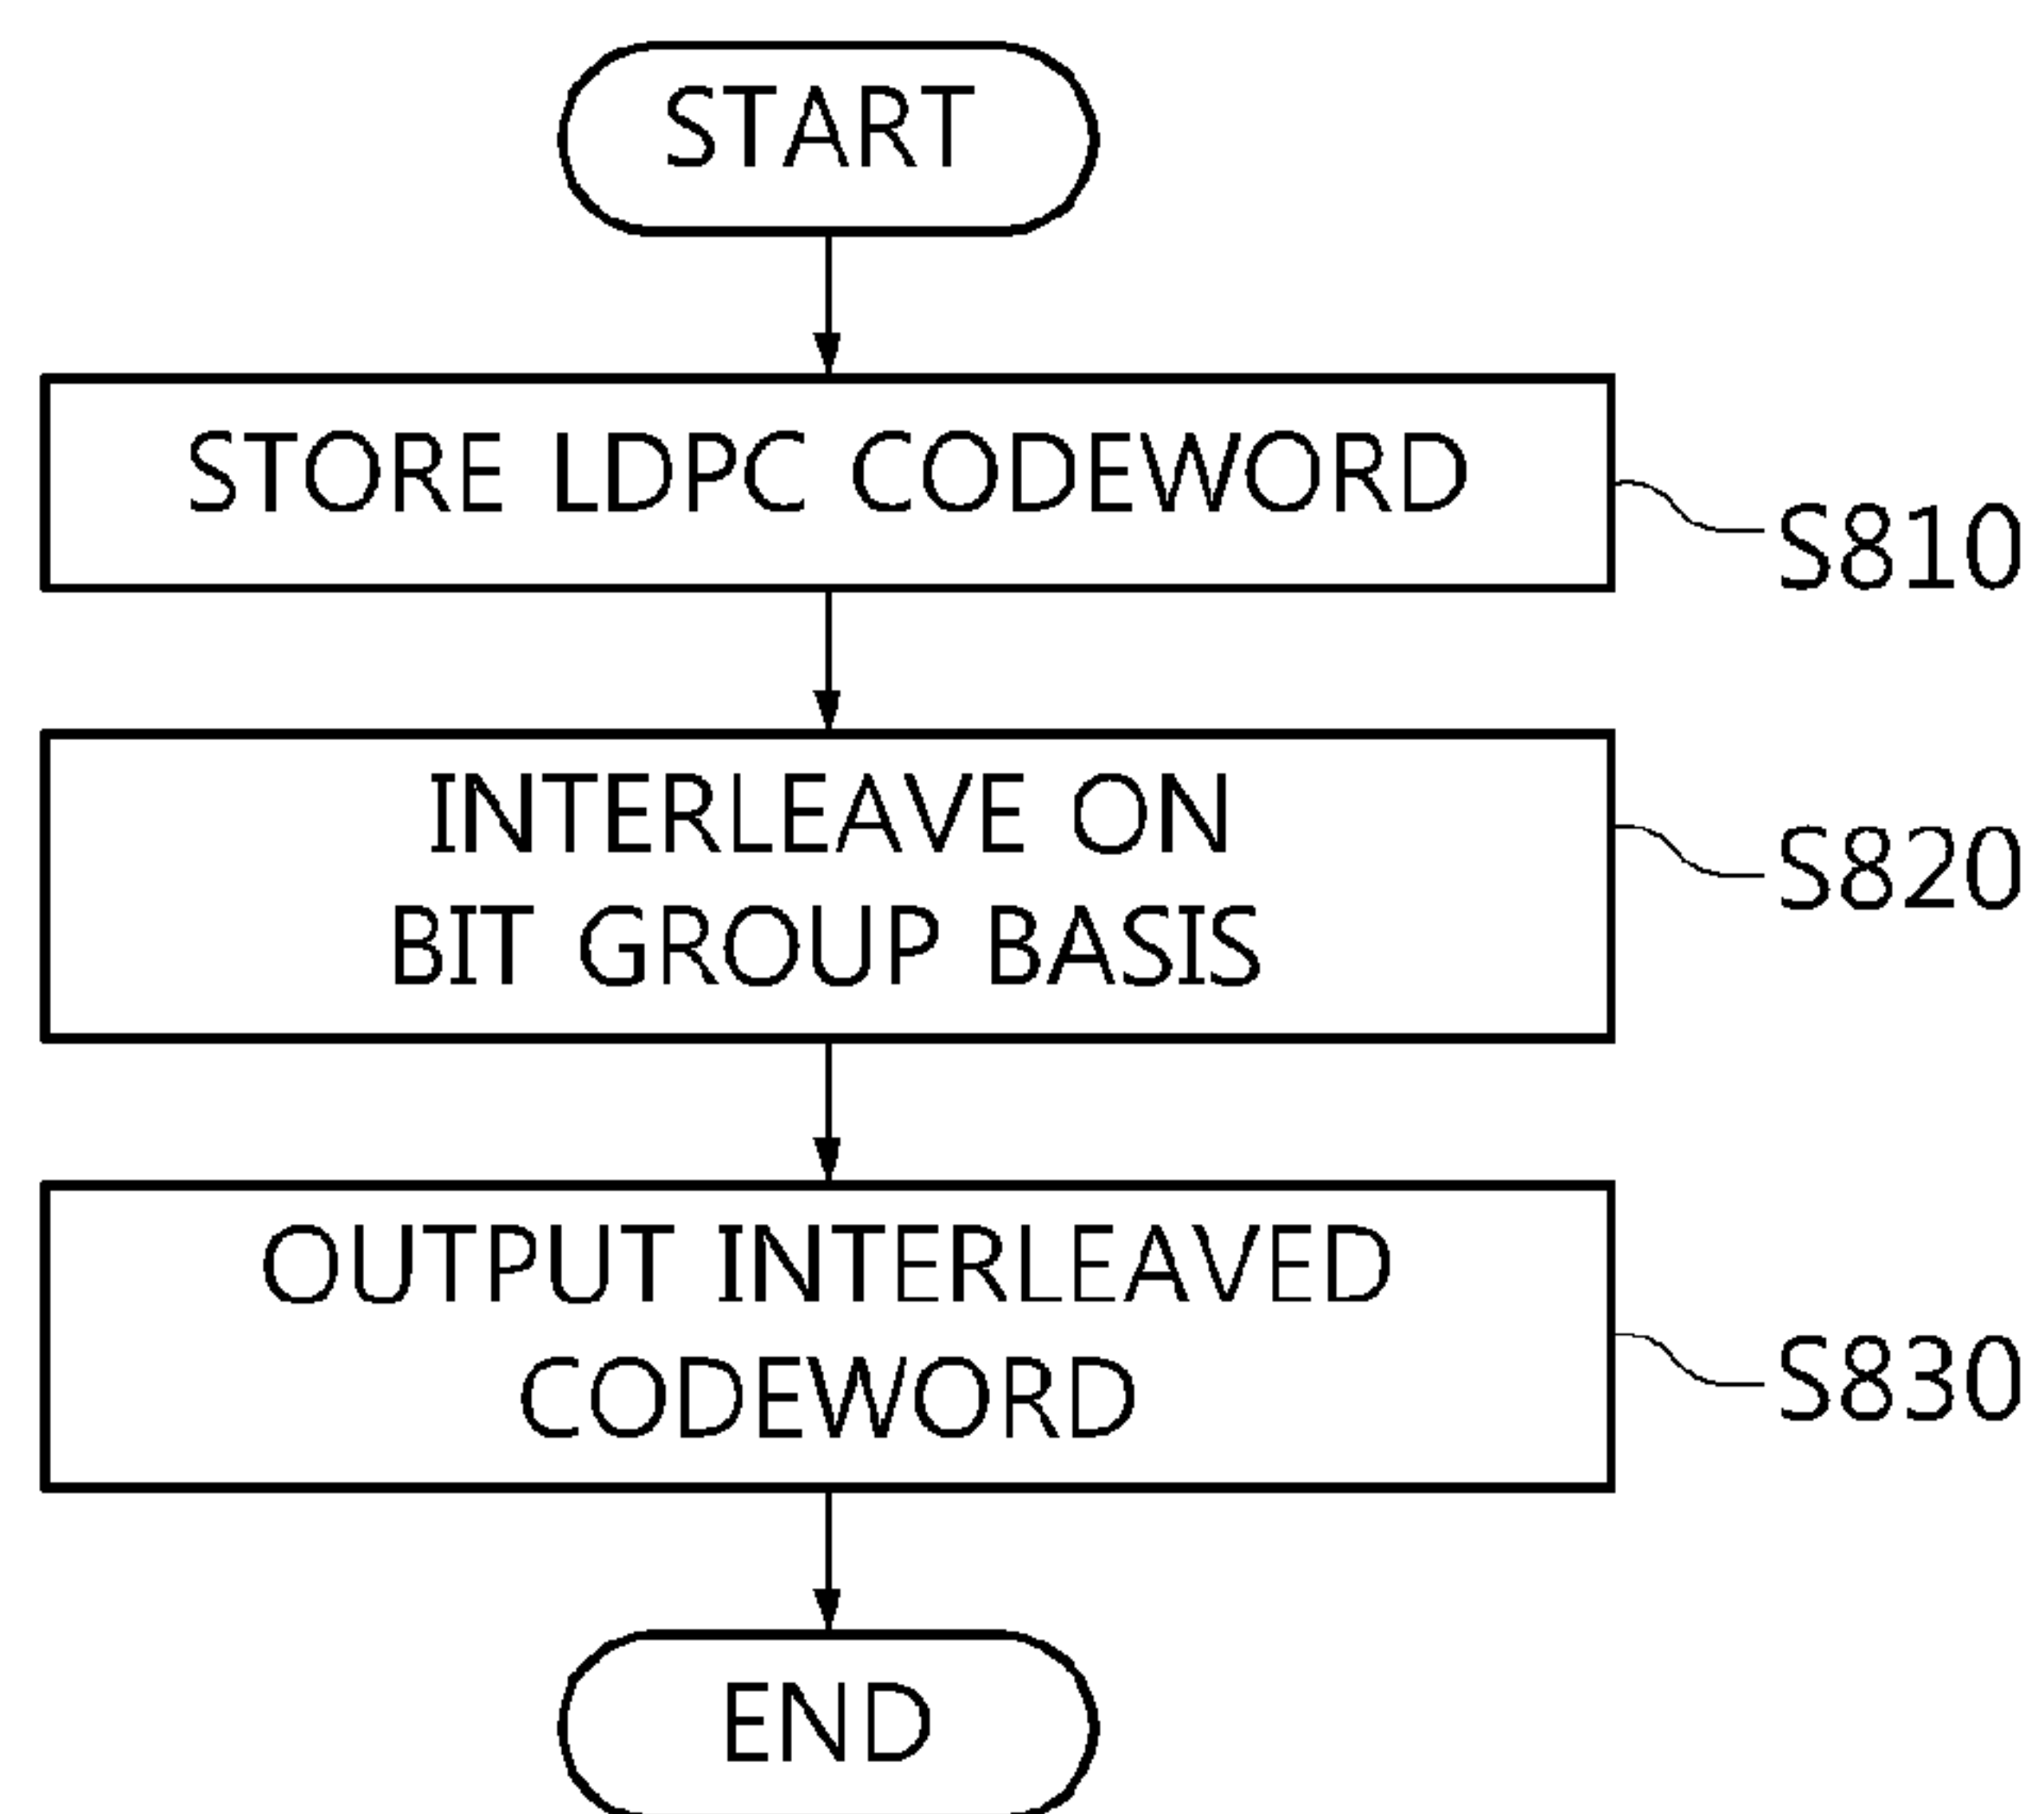 START
STORE LDPC CODEWORD
S810
INTERLEAVE ON
BIT GROUP BASIS
S820
OUTPUT INTERLEAVED
CODEWORD
S830
END